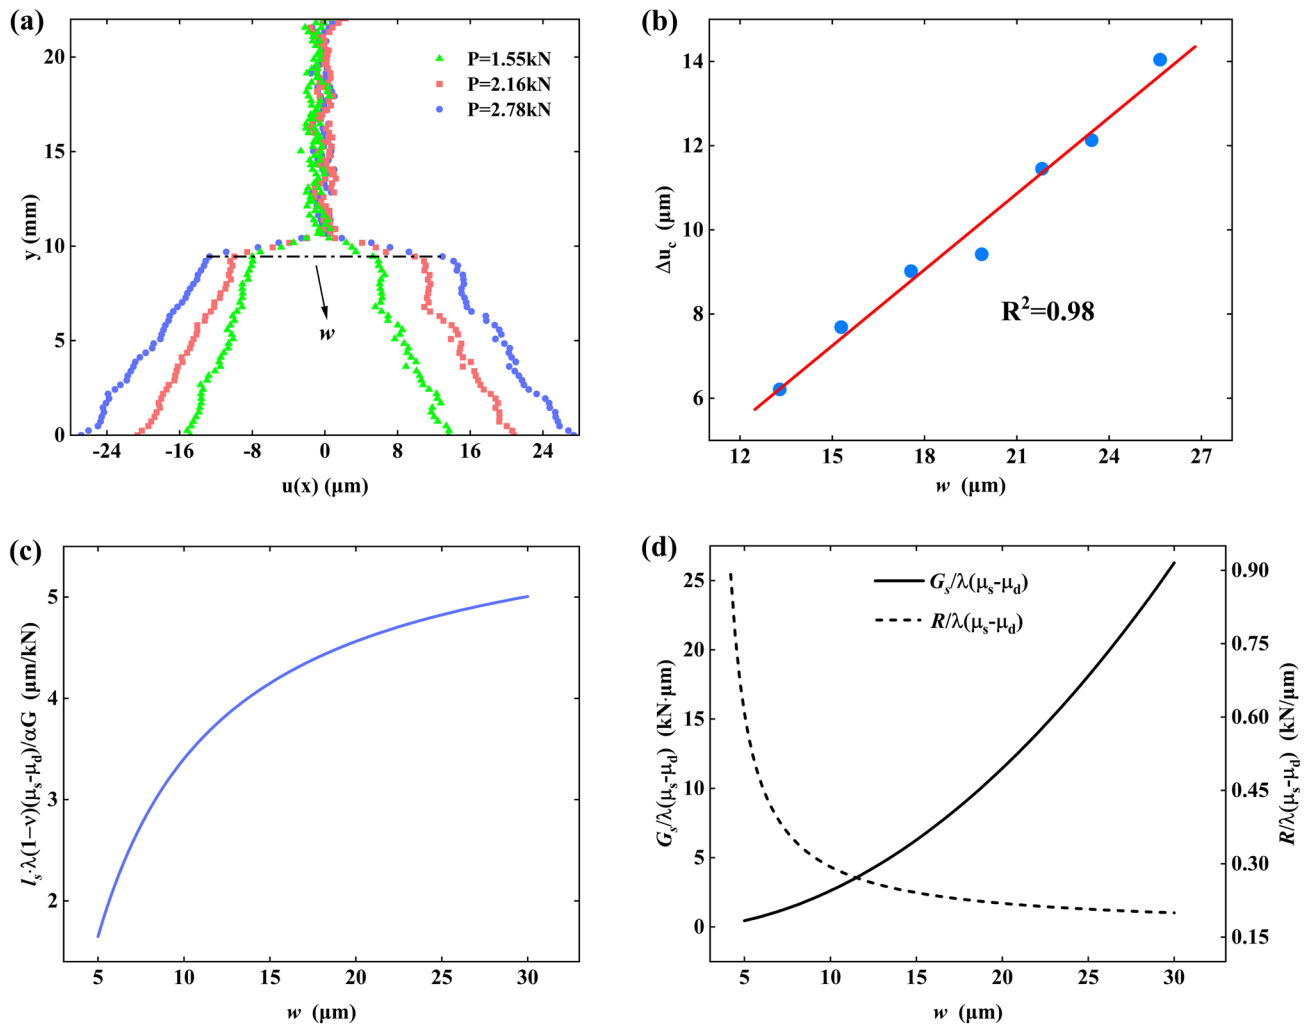 (a)
20
15
10
5
0
y (mm)
P=1.55kN
P=2.16kN
P=2.78kN
w
-24 -16 -8 0 8 16 24
u(x) (μm)
(b)
14
12
10
8
6
Δu_c (μm)
R²=0.98
12 15 18 21 24 27
w (μm)
(c)
5
4
3
2
l_s·λ(1−ν)(μ_s-μ_d)/αG (μm/kN)
5 10 15 20 25 30
w (μm)
(d)
25
20
15
10
5
0
G_s/λ(μ_s-μ_d) (kN·μm)
G_s/λ(μ_s-μ_d)
R/λ(μ_s-μ_d)
0.90
0.75
0.60
0.45
0.30
0.15
R/λ(μ_s-μ_d) (kN/μm)
5 10 15 20 25 30
w (μm)